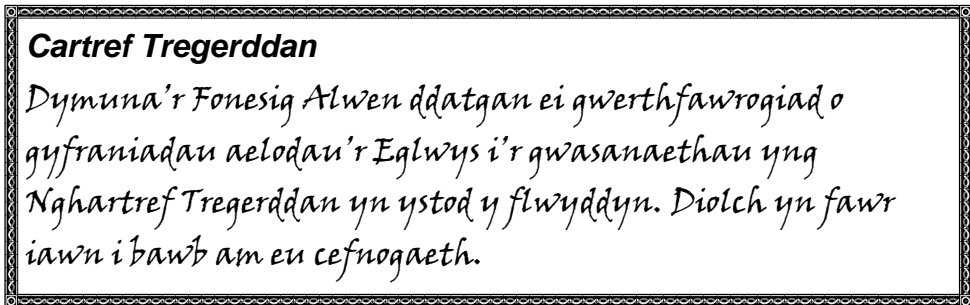 Cartref Tregerddan
Dymuna'r Fonesig Alwen ddatgan ei gwerthfawrogiad o
gyfraniadau aelodau'r Eglwys i'r gwasanaethau yng
Nghartref Tregerddan yn ystod y flwyddyn. Diolch yn fawr
iawn i bawb am eu cefnogaeth.